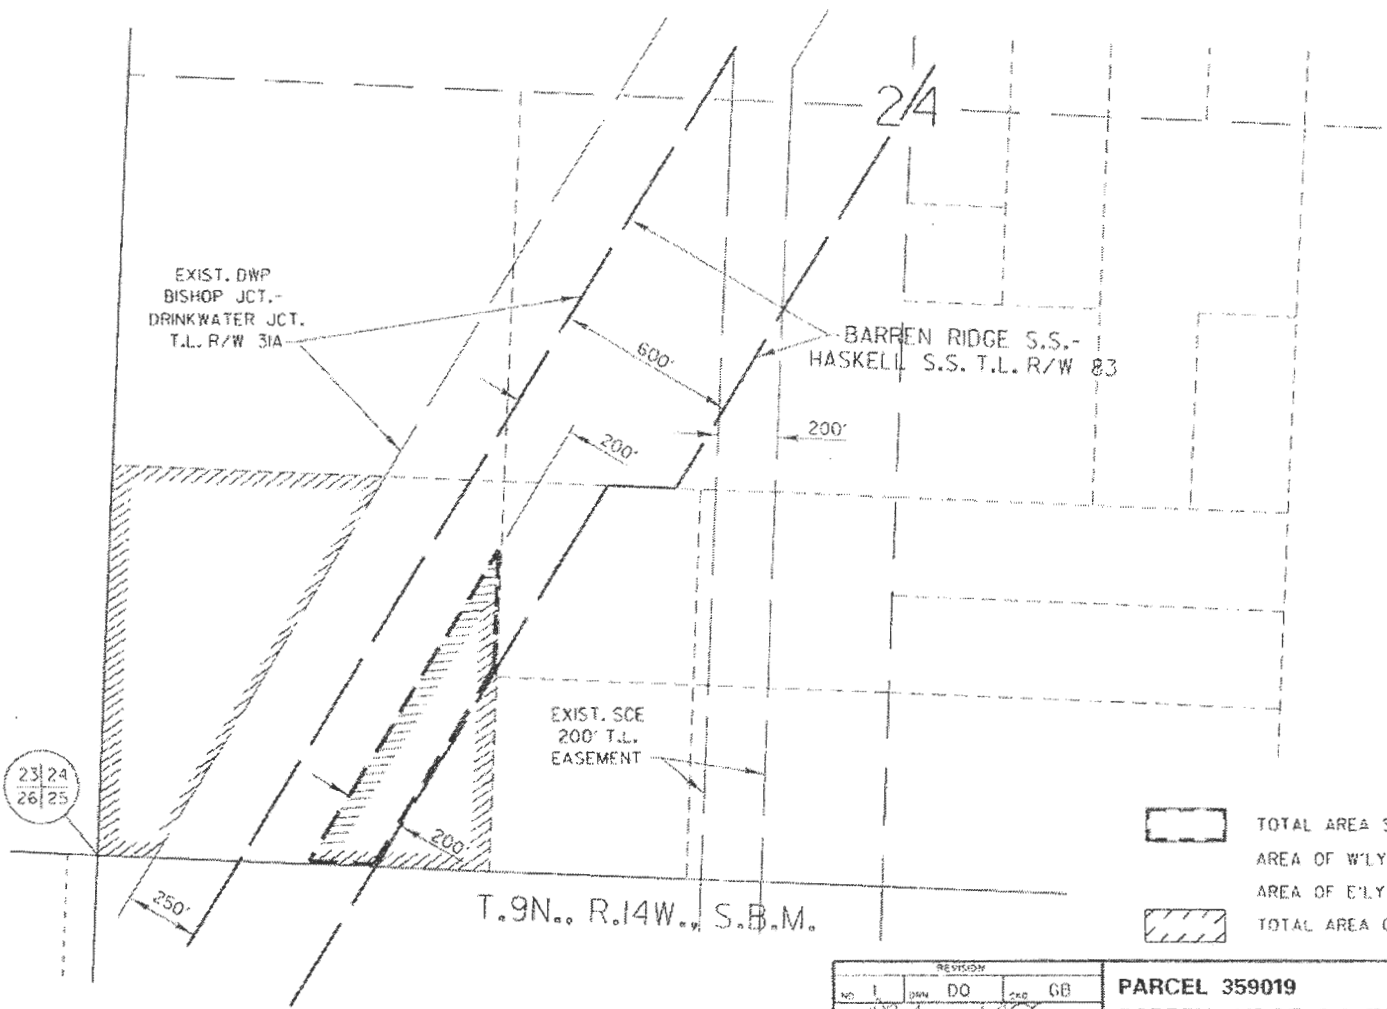 24
EXIST. DWP
BISHOP JCT.-
DRINKWATER JCT.
T.L. R/W 31A
BARREN RIDGE S.S.-
HASKELL S.S. T.L. R/W 83
600'
200'
200'
EXIST. SCE
200' T.L.
EASEMENT
23 24
26 25
200'
250'
T.9N., R.14W., S.B.M.
TOTAL AREA
AREA OF W'LY
AREA OF E'LY
TOTAL AREA
REVISION
NO. 1 DWN DO CKD GB
PARCEL 359019